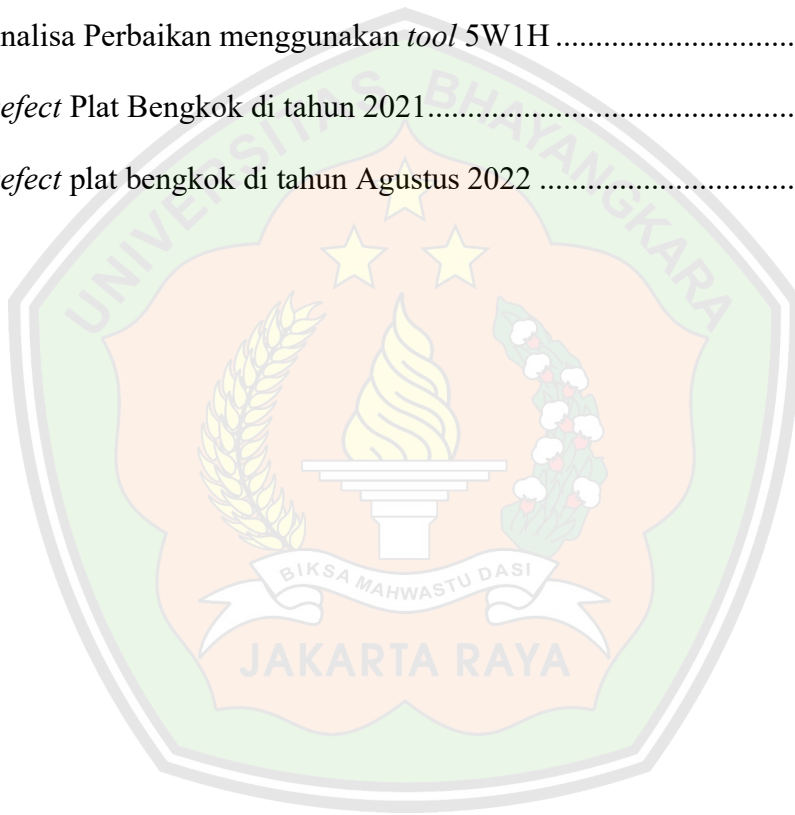 nalisa Perbaikan menggunakan tool 5W1H ..............................
efect Plat Bengkok di tahun 2021..............................................
efect plat bengkok di tahun Agustus 2022 ................................
UNIVERSITAS BHAYANGKARA
BIKSA MAHWASTU DASI
JAKARTA RAYA